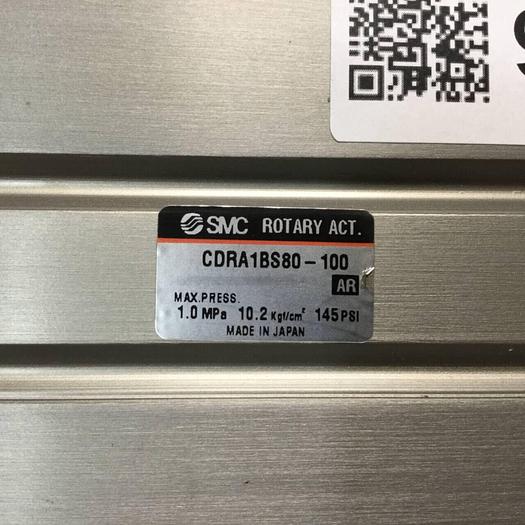 SMC ROTARY ACT.
CDRA1BS80-100
AR
MAX.PRESS.
1.0 MPa 10.2 Kgf/cm² 145 PSI
MADE IN JAPAN